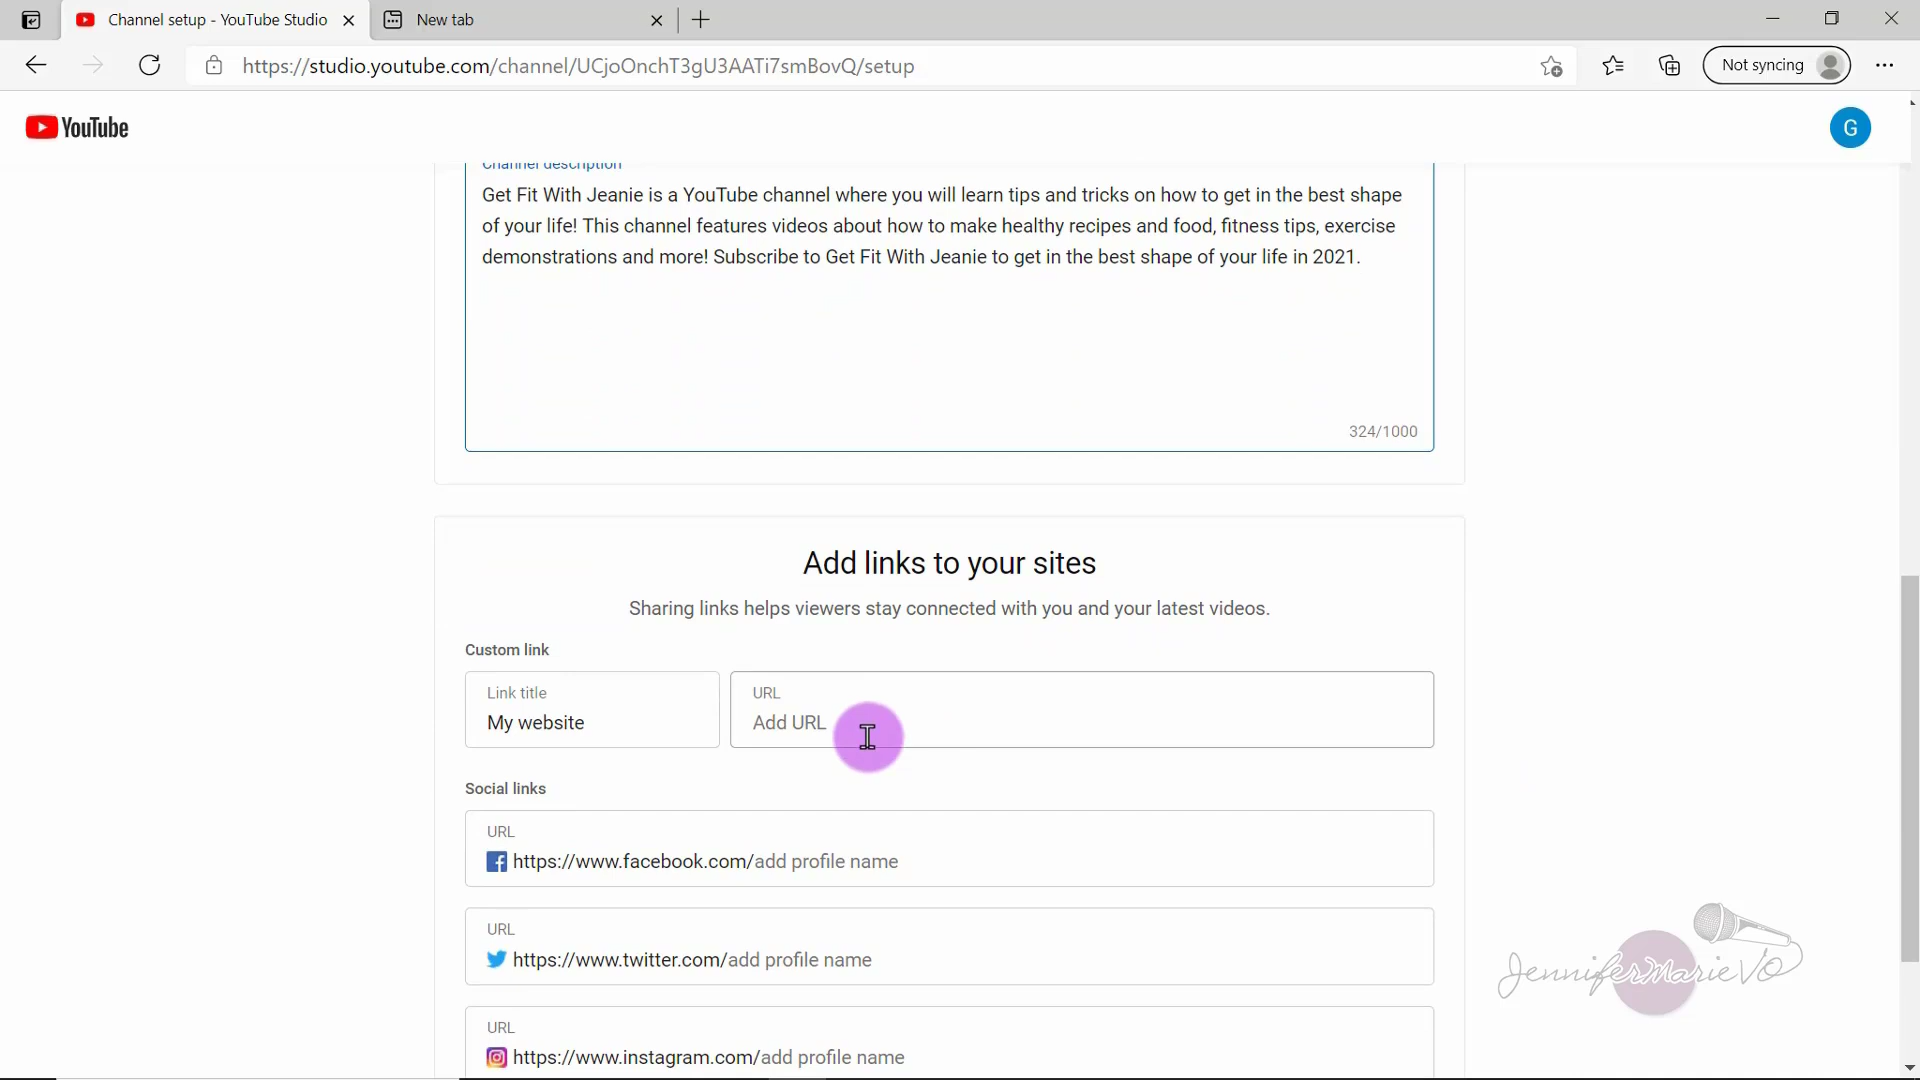 Channel setup - YouTube Studio
New tab
https://studio.youtube.com/channel/UCjoOnchT3gU3AATi7smBovQ/setup
Not syncing
YouTube
G
Channel description
Get Fit With Jeanie is a YouTube channel where you will learn tips and tricks on how to get in the best shape
of your life! This channel features videos about how to make healthy recipes and food, fitness tips, exercise
demonstrations and more! Subscribe to Get Fit With Jeanie to get in the best shape of your life in 2021.
324/1000
Add links to your sites
Sharing links helps viewers stay connected with you and your latest videos.
Custom link
Link title
My website
URL
Add URL
Social links
URL
https://www.facebook.com/add profile name
URL
https://www.twitter.com/add profile name
URL
https://www.instagram.com/add profile name
JenniferMarieVO